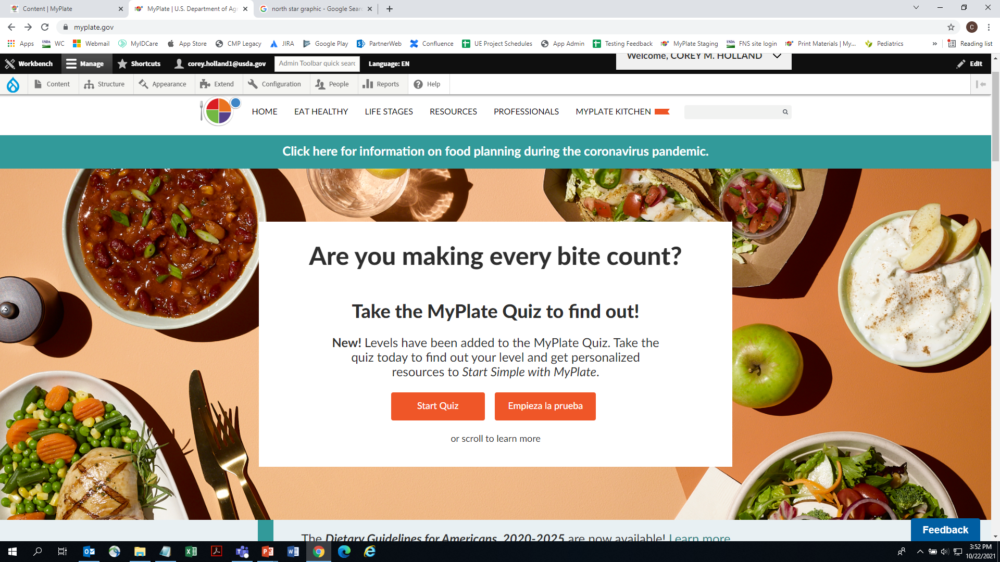 Content | MyPlate
MyPlate | U.S. Department of Agr
north star graphic - Google Searc
myplate.gov
C
Apps
USDA WC
Webmail
MyIDCare
App Store
CMP Legacy
JIRA
Google Play
PartnerWeb
Confluence
UE Project Schedules
App Admin
Testing Feedback
MyPlate Staging
USDA FNS site login
Print Materials | My...
Pediatrics
»
Reading list
Workbench
Manage
Shortcuts
corey.holland1@usda.gov
Admin Toolbar quick searc
Language: EN
Welcome, COREY M. HOLLAND
Edit
Content
Structure
Appearance
Extend
Configuration
People
Reports
Help
HOME
EAT HEALTHY
LIFE STAGES
RESOURCES
PROFESSIONALS
MYPLATE KITCHEN
Click here for information on food planning during the coronavirus pandemic.
Are you making every bite count?
Take the MyPlate Quiz to find out!
New! Levels have been added to the MyPlate Quiz. Take the
quiz today to find out your level and get personalized
resources to Start Simple with MyPlate.
Start Quiz
Empieza la prueba
or scroll to learn more
The Dietary Guidelines for Americans, 2020-2025 are now available! Learn more
Feedback
3:52 PM
10/22/2021